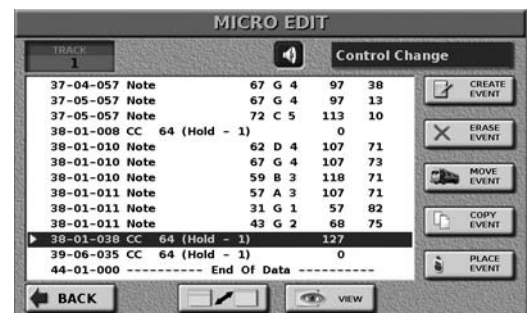 MICRO EDIT
TRACK
1
Control Change
37-04-057 Note 67 G 4 97 38
37-05-057 Note 67 G 4 97 13
37-05-057 Note 72 C 5 113 10
38-01-008 CC 64 (Hold - 1) 0
38-01-010 Note 62 D 4 107 71
38-01-010 Note 67 G 4 107 73
38-01-010 Note 59 B 3 118 71
38-01-011 Note 57 A 3 107 71
38-01-011 Note 31 G 1 57 82
38-01-011 Note 43 G 2 68 75
38-01-038 CC 64 (Hold - 1) 127
39-06-035 CC 64 (Hold - 1) 0
44-01-000 ---------- End Of Data ----------
CREATE
EVENT
ERASE
EVENT
MOVE
EVENT
COPY
EVENT
PLACE
EVENT
BACK
VIEW